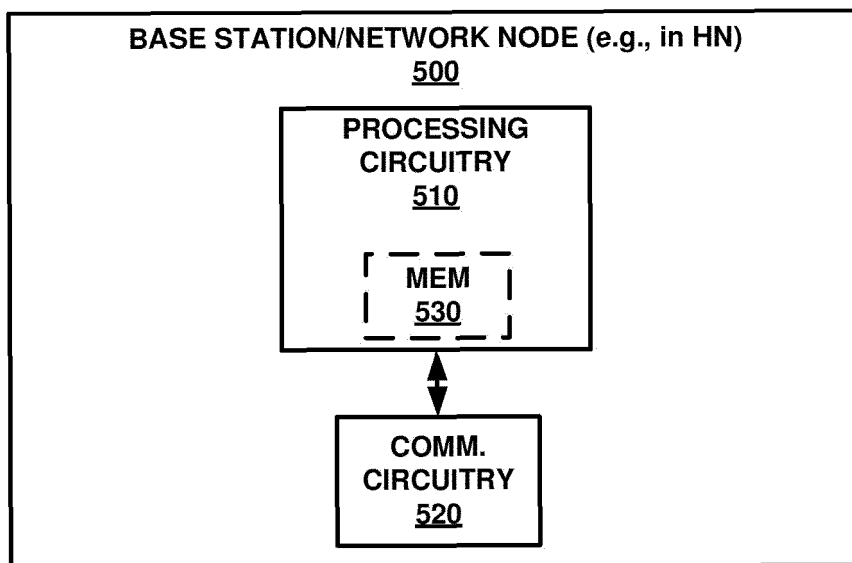 BASE STATION/NETWORK NODE (e.g., in HN)
500
PROCESSING
CIRCUITRY
510
MEM
530
COMM.
CIRCUITRY
520